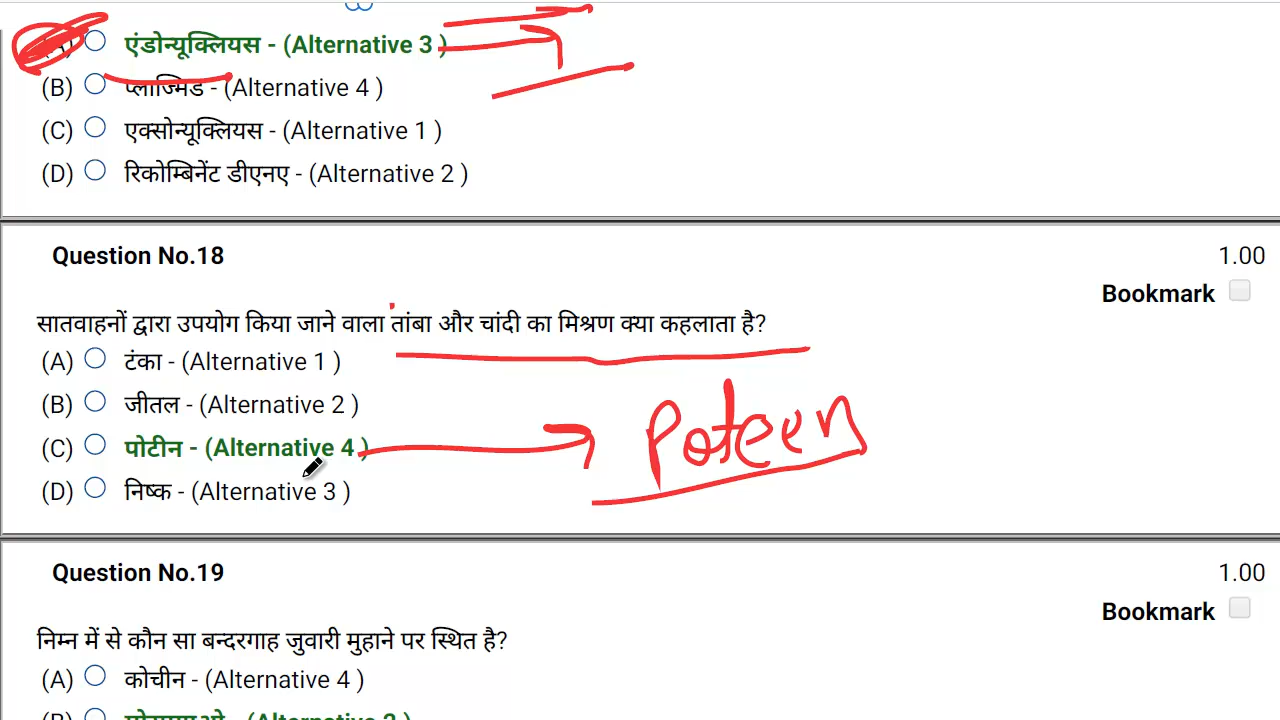 एंडोन्यूक्लियस - (Alternative 3 )
(B) प्लाज्मिड - (Alternative 4 )
(C) एक्सोन्यूक्लियस - (Alternative 1 )
(D) रिकोम्बिनेंट डीएनए - (Alternative 2 )
Question No.18 1.00
Bookmark
सातवाहनों द्वारा उपयोग किया जाने वाला तांबा और चांदी का मिश्रण क्या कहलाता है?
(A) टंका - (Alternative 1 )
(B) जीतल - (Alternative 2 )
(C) पोटीन - (Alternative 4 )
Poteen
(D) निष्क - (Alternative 3 )
Question No.19 1.00
Bookmark
निम्न में से कौन सा बन्दरगाह जुवारी मुहाने पर स्थित है?
(A) कोचीन - (Alternative 4 )